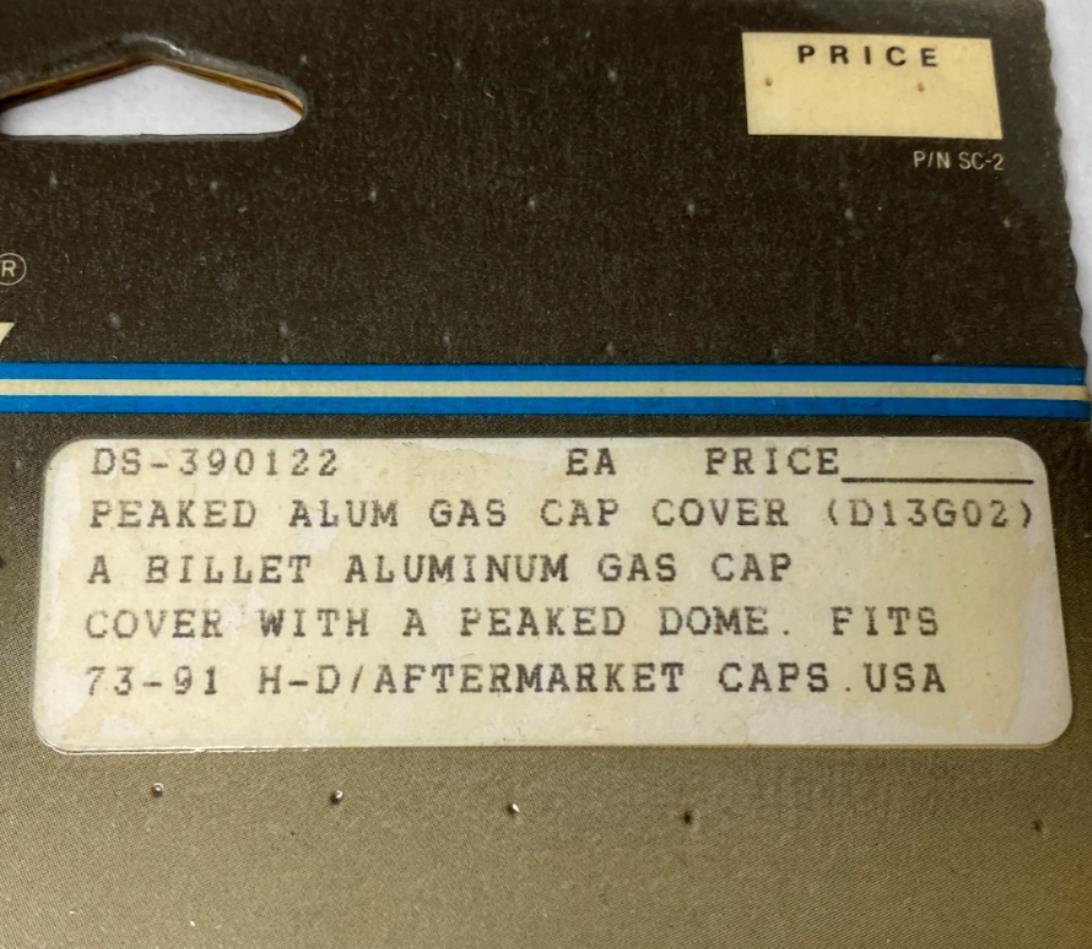 PRICE
P/N SC-2
®
DS-390122 EA PRICE______
PEAKED ALUM GAS CAP COVER (D13G02)
A BILLET ALUMINUM GAS CAP
COVER WITH A PEAKED DOME. FITS
73-91 H-D/AFTERMARKET CAPS.USA